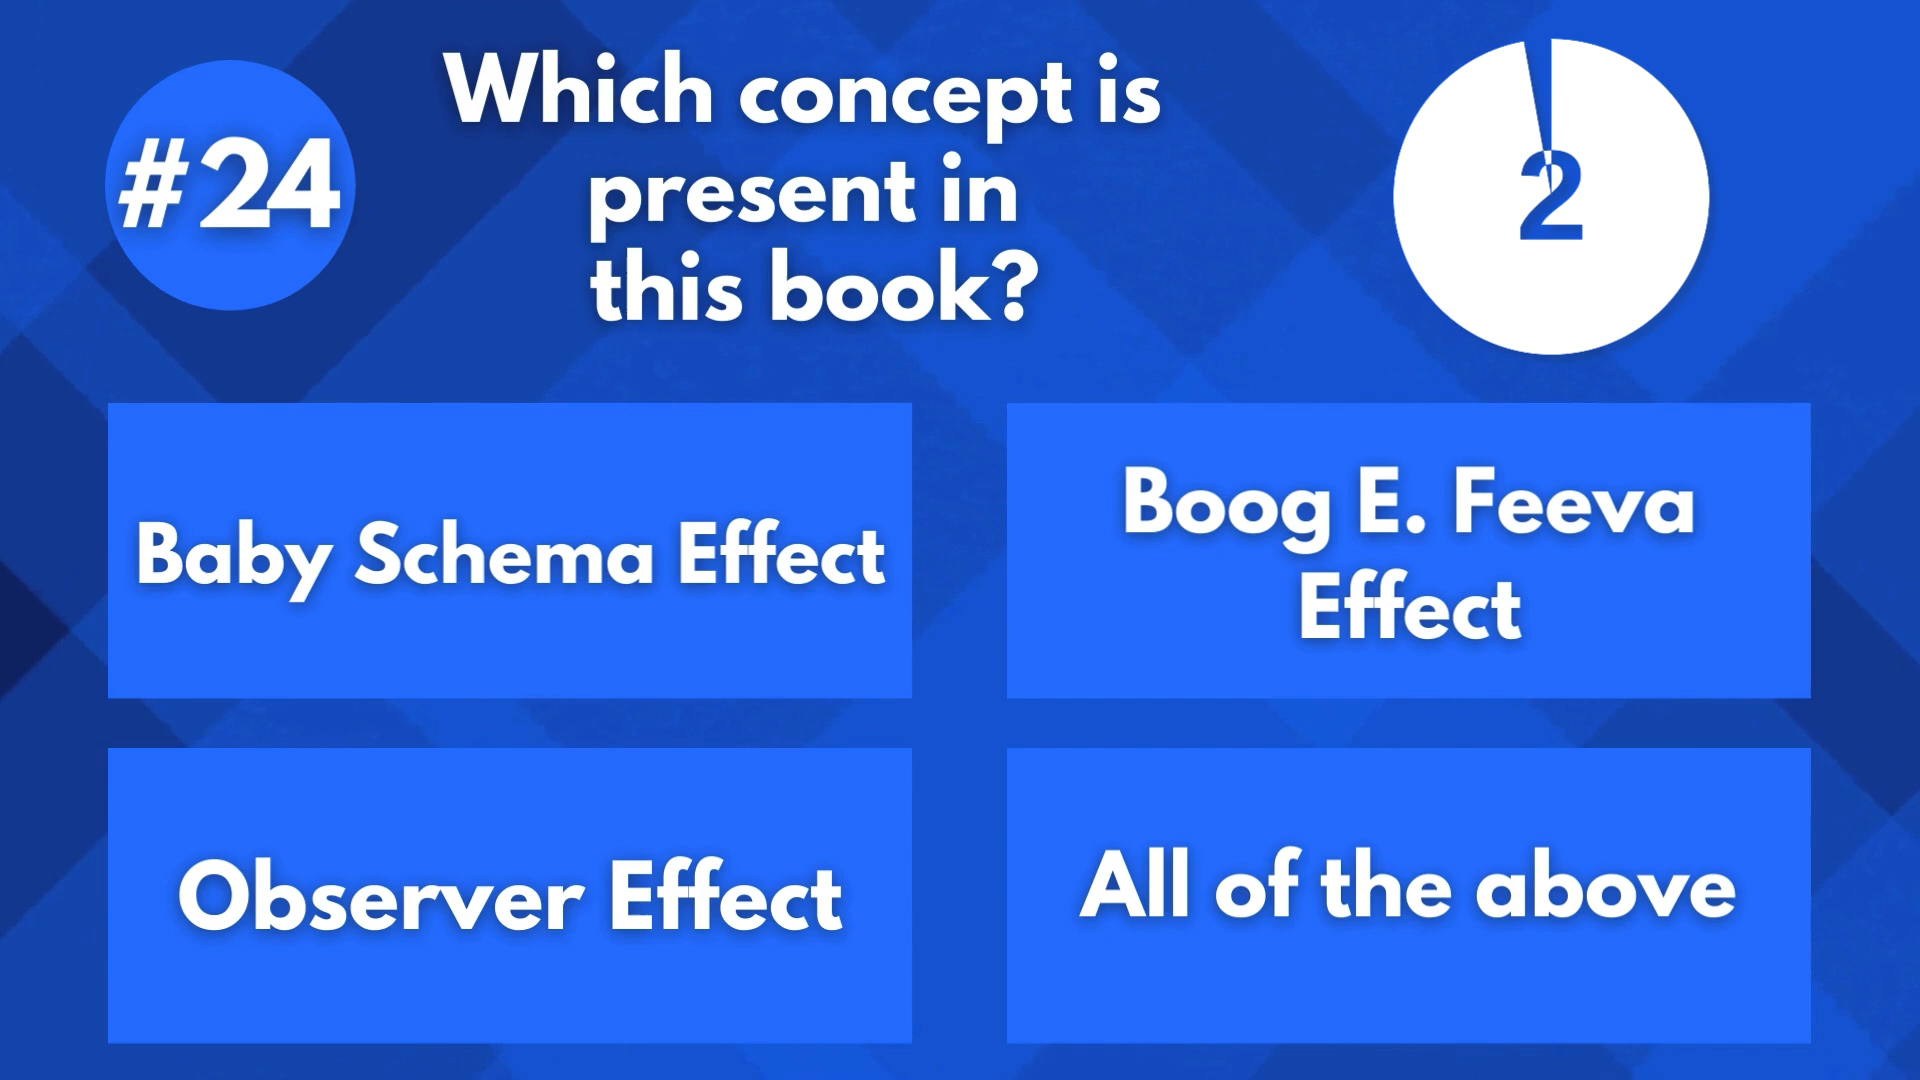 #24
Which concept is
present in
this book?
2
Baby Schema Effect
Boog E. Feeva
Effect
Observer Effect
All of the above